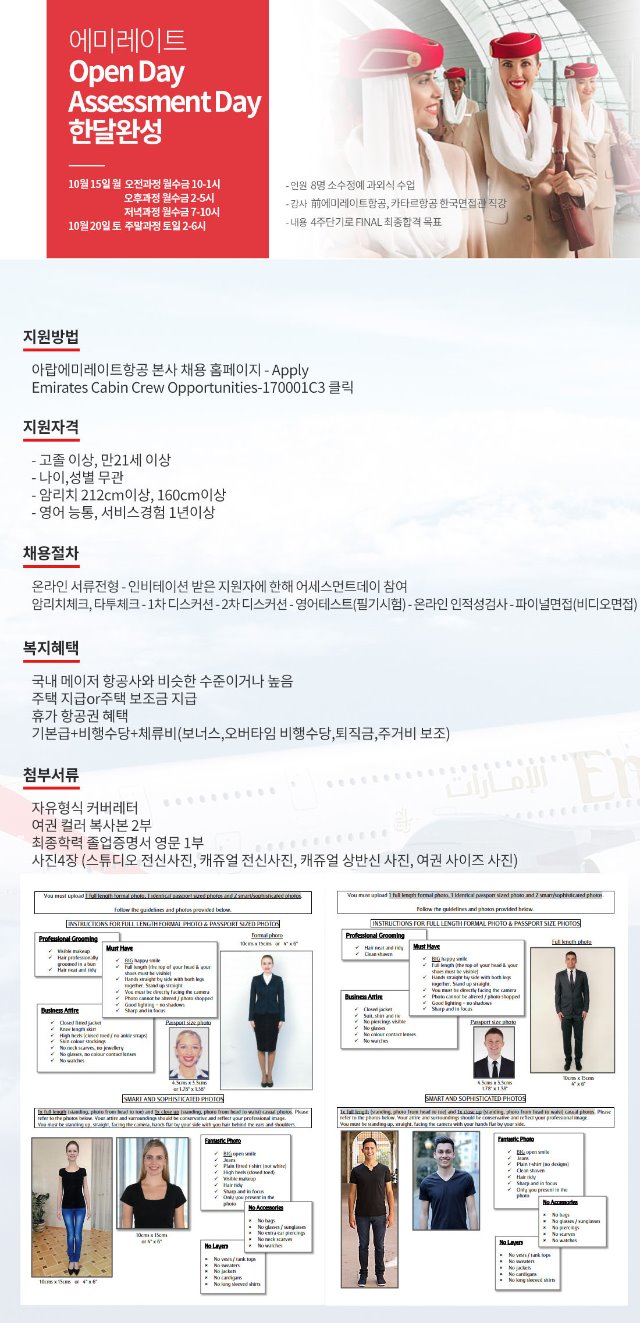 에미레이트
Open Day
Assessment Day
한달완성
10월 15일 월 오전과정 월수금 10-1시
오후과정 월수금 2-5시
저녁과정 월수금 7-10시
10월 20일 토 주말과정 토일 2-6시
- 인원 8명 소수정예 과외식 수업
- 강사 前에미레이트항공, 카타르항공 한국면접관 직강
- 내용 4주단기로 FINAL 최종합격 목표
지원방법
아랍에미레이트항공 본사 채용 홈페이지 - Apply
Emirates Cabin Crew Opportunities-170001C3 클릭
지원자격
- 고졸 이상, 만21세 이상
- 나이,성별 무관
- 암리치 212cm이상, 160cm이상
- 영어 능통, 서비스경험 1년이상
채용절차
온라인 서류전형 - 인비테이션 받은 지원자에 한해 어세스먼트데이 참여
암리치체크, 타투체크 - 1차 디스커션 - 2차 디스커션 - 영어테스트(필기시험) - 온라인 인적성검사 - 파이널면접(비디오면접)
복지혜택
국내 메이저 항공사와 비슷한 수준이거나 높음
주택 지급or주택 보조금 지급
휴가 항공권 혜택
기본급+비행수당+체류비(보너스,오버타임 비행수당,퇴직금,주거비 보조)
الإمارات
Em
첨부서류
자유형식 커버레터
여권 컬러 복사본 2부
최종학력 졸업증명서 영문 1부
사진4장 (스튜디오 전신사진, 캐쥬얼 전신사진, 캐쥬얼 상반신 사진, 여권 사이즈 사진)
You must upload 1 full length formal photo, 1 identical passport sized photos and 2 smart/sophisticated photos.
Follow the guidelines and photos provided below.
INSTRUCTIONS FOR FULL LENGTH FORMAL PHOTO & PASSPORT SIZED PHOTOS
Professional Grooming
✓ Visible makeup
✓ Hair professionally groomed in a bun
✓ Hair neat and tidy
Must Have
✓ BIG happy smile
✓ Full length (the top of your head & your shoes must be visible)
✓ Hands straight by side with both legs together. Stand up straight.
✓ You must be directly facing the camera
✓ Photo cannot be altered / photo shopped
✓ Good lighting – no shadows
✓ Sharp and in focus
Formal photo
10cms x 15cms or 4" x 6"
Business Attire
✓ Closed fitted jacket
✓ Knee length skirt
✓ High heels (closed toed / no ankle straps)
✓ Skin colour stockings
✓ No neck scarves, no jewellery
✓ No glasses, no colour contact lenses
✓ No watches
Passport size photo
4.5cms x 3.5cms
or 1.78" x 1.38"
SMART AND SOPHISTICATED PHOTOS
1x full length (standing, photo from head to toe) and 1x close up (standing, photo from head to waist) casual photos. Please
refer to the photos below. Your attire and surroundings should be conservative and reflect your professional image.
You must be standing up, straight, facing the camera, hands flat by your side with you hair behind the ears and shoulders.
Fantastic Photo
✓ BIG open smile
✓ Jeans
✓ Plain fitted t-shirt (not white)
✓ High heels (closed toed)
✓ Visible makeup
✓ Hair tidy
✓ Sharp and in focus
✓ Only you present in the photo
No Accessories
× No bags
× No glasses / sunglasses
× No extra ear piercings
× No neck scarves
× No watches
No Layers
× No vests / tank tops
× No sweaters
× No jackets
× No cardigans
× No long sleeved shirts
10cms x 15cms
or 4" x 6"
10cms x 15cms or 4" x 6"
You must upload 1 full length formal photo, 1 identical passport sized photo and 2 smart/sophisticated photos
Follow the guidelines and photos provided below.
INSTRUCTIONS FOR FULL LENGTH FORMAL PHOTO & PASSPORT SIZE PHOTOS
Professional Grooming
✓ Hair neat and tidy
✓ Clean shaven
Must Have
✓ BIG happy smile
✓ Full length (the top of your head & your shoes must be visible)
✓ Hands straight by side with both legs together. Stand up straight.
✓ You must be directly facing the camera
✓ Photo cannot be altered / photo shopped
✓ Good lighting – no shadows
✓ Sharp and in focus
Full length photo
10cms x 15cms
4" x 6"
Business Attire
✓ Closed jacket
✓ Suit, shirt and tie
✓ No piercings visible
✓ No glasses
✓ No colour contact lenses
✓ No watches
Passport size photo
4.5cms x 3.5cms
1.78" x 1.38"
SMART AND SOPHISTICATED PHOTOS
1x full length (standing, photo from head to toe) and 1x close up (standing, photo from head to waist) casual photos. Please
refer to the photos below. Your attire and surroundings should be conservative and reflect your professional image.
You must be standing up, straight, facing the camera with your hands flat by your side.
Fantastic Photo
✓ BIG open smile
✓ Jeans
✓ Plain t-shirt (no designs)
✓ Clean shaven
✓ Hair tidy
✓ Sharp and in focus
✓ Only you present in the photo
No Accessories
× No bags
× No glasses / sunglasses
× No piercings
× No scarves
× No watches
No Layers
× No vests / tank tops
× No sweaters
× No jackets
× No cardigans
× No long sleeved shirts